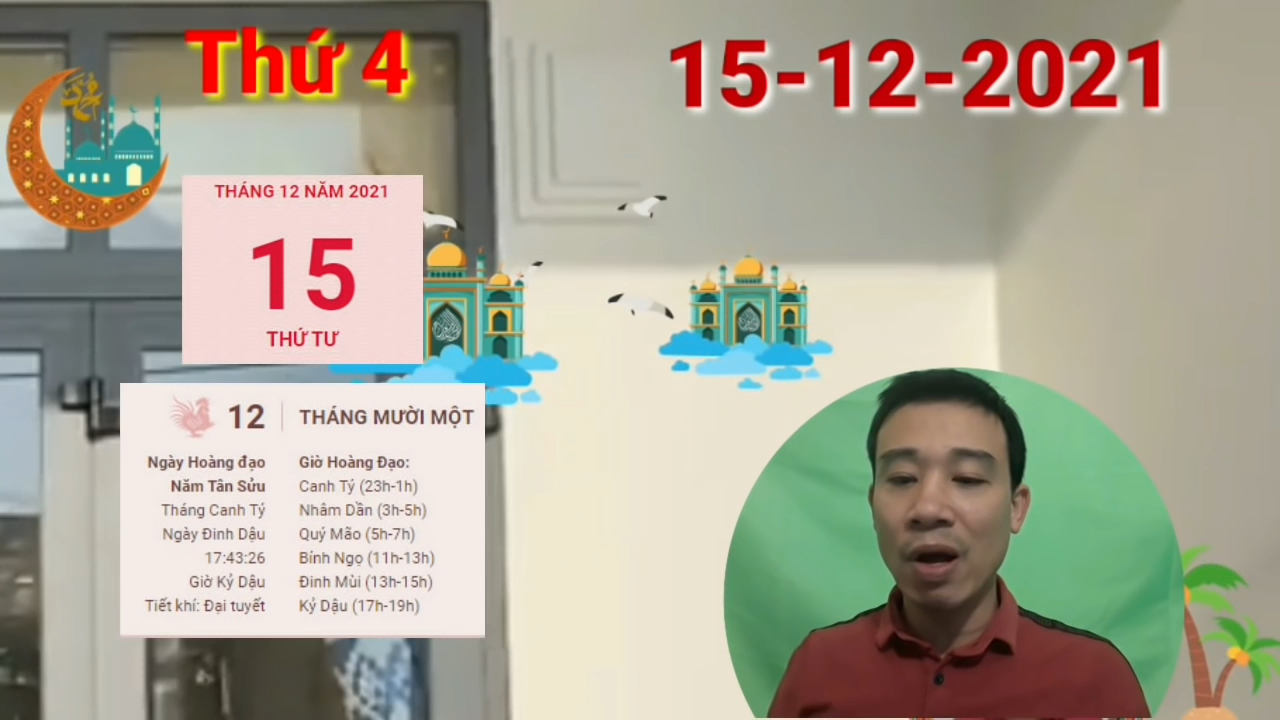 Thứ 4
15-12-2021
THÁNG 12 NĂM 2021
15
THỨ TƯ
12 THÁNG MƯỜI MỘT
Ngày Hoàng đạo
Năm Tân Sửu
Tháng Canh Tý
Ngày Đinh Dậu
17:43:26
Giờ Kỷ Dậu
Tiết khí: Đại tuyết
Giờ Hoàng Đạo:
Canh Tý (23h-1h)
Nhâm Dần (3h-5h)
Quý Mão (5h-7h)
Bính Ngọ (11h-13h)
Đinh Mùi (13h-15h)
Kỷ Dậu (17h-19h)